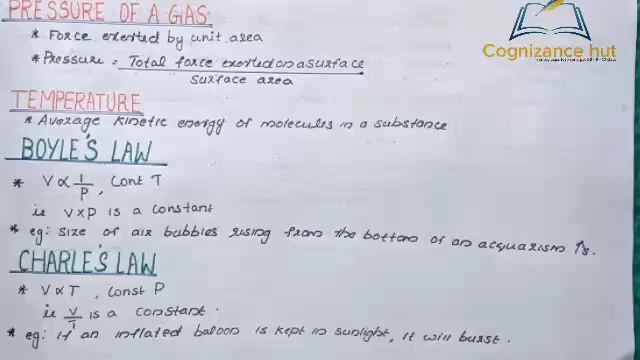 PRESSURE OF A GAS:
* Force exerted by unit area
* Pressure = Total force exerted on a surface
Surface area
TEMPERATURE
* Average kinetic energy of molecules in a substance
BOYLE'S LAW
* V ∝ 1/P , Cont T
ie V×P is a constant
* eg: Size of air bubbles rising from the bottom of an acquarism ↑s.
CHARLE'S LAW
* V ∝ T , Const P
ie V/T is a constant.
* eg: If an inflated baloon is kept in sunlight, it will burst.
Cognizance hut